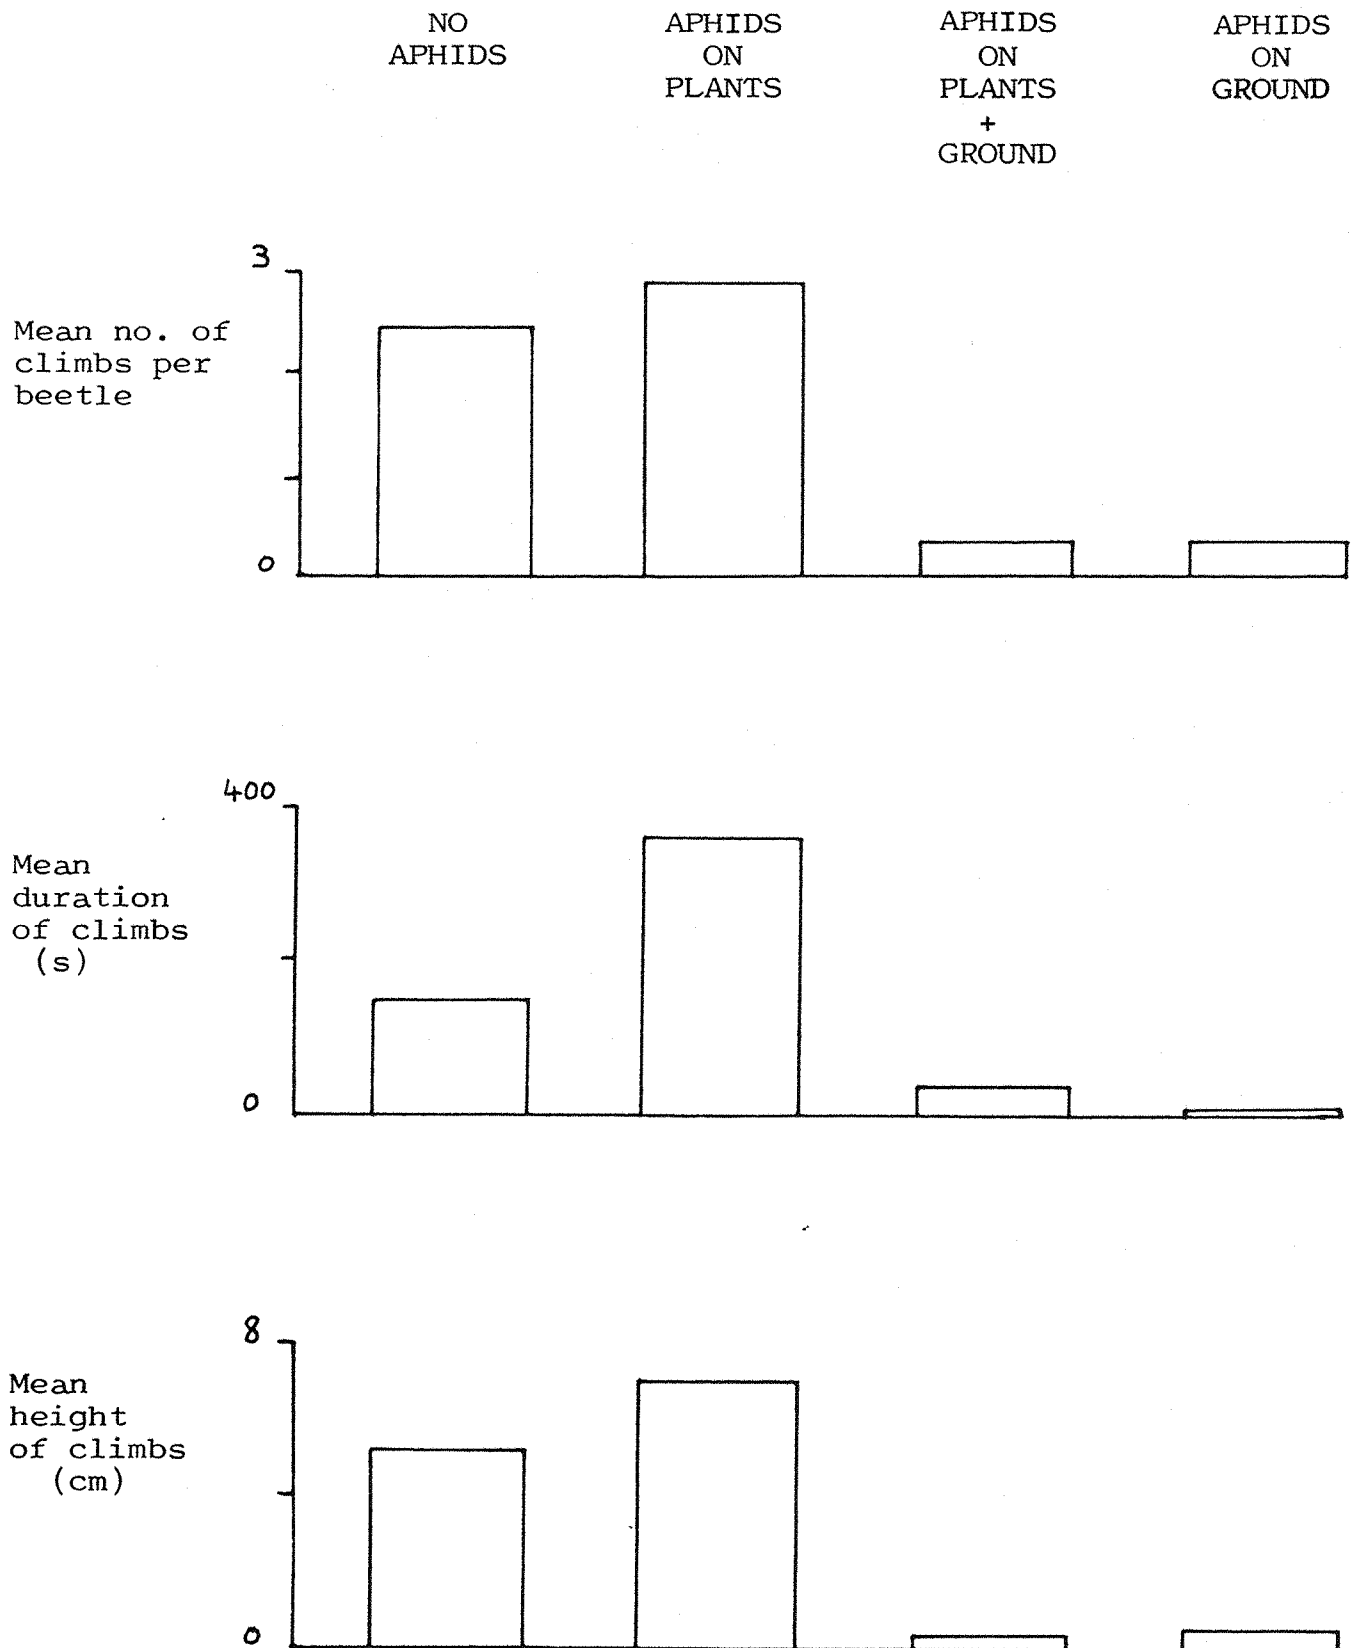 NO
APHIDS
APHIDS
ON
PLANTS
APHIDS
ON
PLANTS
+
GROUND
APHIDS
ON
GROUND
3
Mean no. of
climbs per
beetle
0
400
Mean
duration
of climbs
(s)
0
8
Mean
height
of climbs
(cm)
0